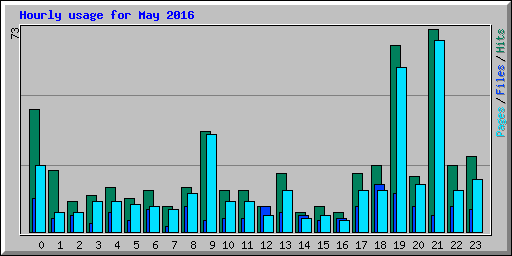 Hourly usage for May 2016
73
Pages / Files / Hits
0 1 2 3 4 5 6 7 8 9 10 11 12 13 14 15 16 17 18 19 20 21 22 23